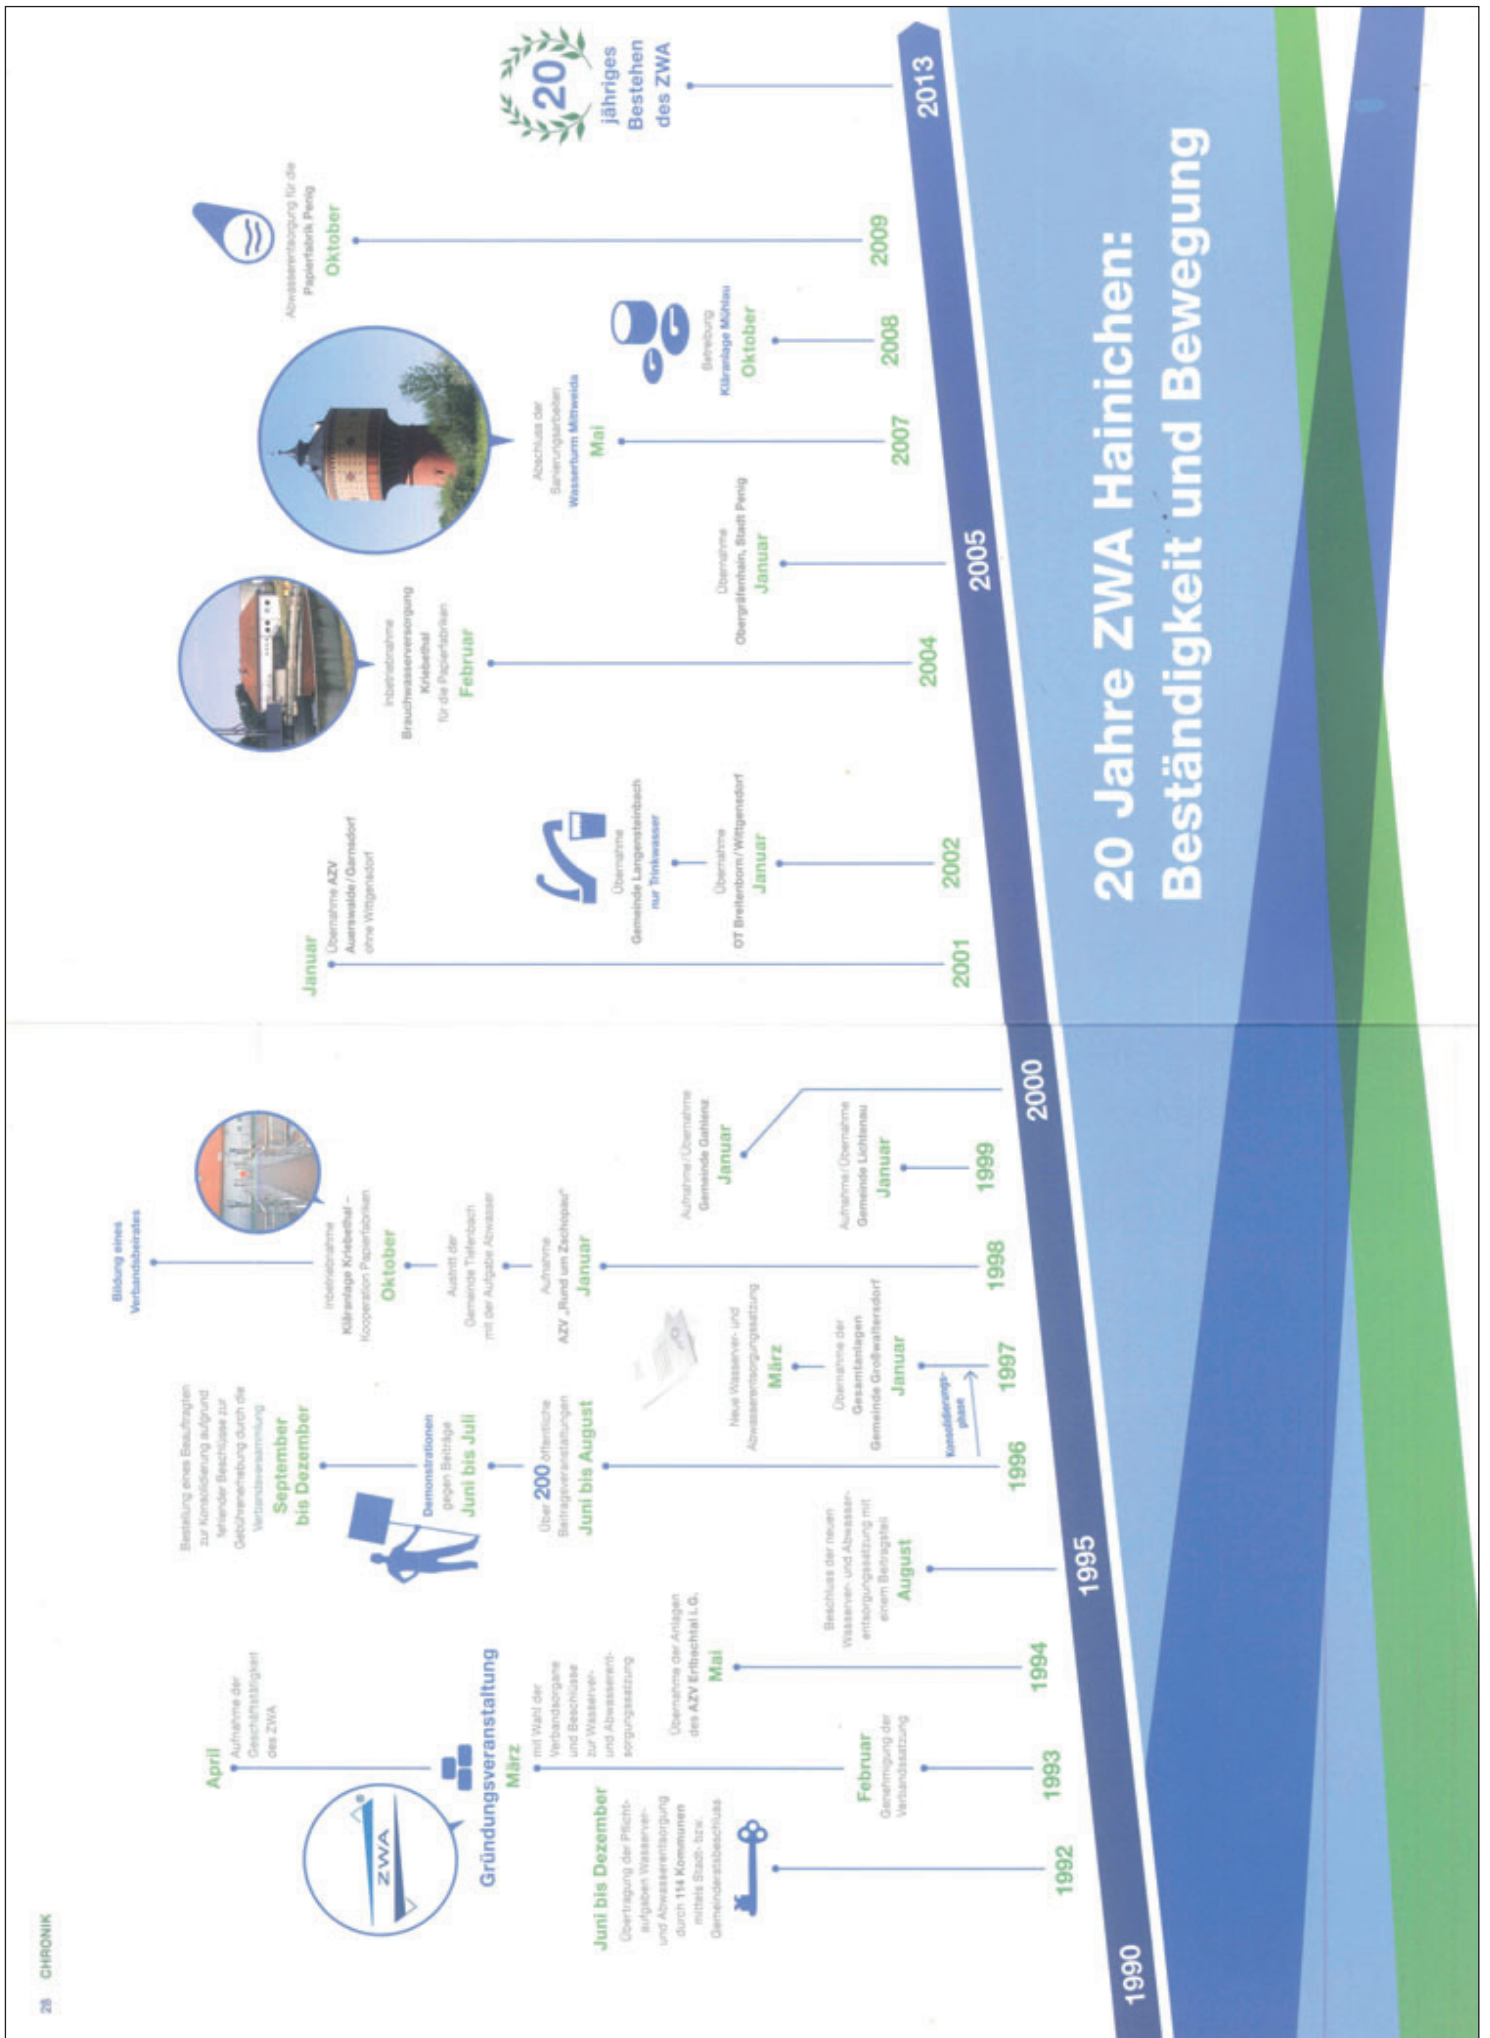 28 CHRONIK
20 Jahre ZWA Hainichen:
Beständigkeit und Bewegung
1990
1992
Juni bis Dezember
Übertragung der Pflicht-
aufgaben Wasserver-
und Abwasserentsorgung
durch 114 Kommunen
mittels Stadt- bzw.
Gemeinderatsbeschluss
1993
Februar
Genehmigung der
Verbandssatzung
ZWA
®
Gründungsveranstaltung
März
mit Wahl der
Verbandsorgane
und Beschlüsse
zur Wasserver-
und Abwasserent-
sorgungssatzung
April
Aufnahme der
Geschäftstätigkeit
des ZWA
1994
Übernahme der Anlagen
des AZV Erlbachtal i.G.
Mai
1995
Beschluss der neuen
Wasserver- und Abwasser-
entsorgungssatzung mit
einem Beitragsteil
August
1996
Über 200 öffentliche
Beitragsveranstaltungen
Juni bis August
Demonstrationen
gegen Beiträge
Juni bis Juli
Bestellung eines Beauftragten
zur Konsolidierung aufgrund
fehlender Beschlüsse zur
Gebührenerhebung durch die
Verbandsversammlung
September
bis Dezember
Konsolidierungs-
phase
1997
Übernahme der
Gesamtanlagen
Gemeinde Großwaltersdorf
Januar
Neue Wasserver- und
Abwasserentsorgungssatzung
März
1998
Aufnahme
AZV „Rund um Zschopau“
Januar
Austritt der
Gemeinde Tiefenbach
mit der Aufgabe Abwasser
Inbetriebnahme
Kläranlage Kriebethal –
Kooperation Papierfabriken
Oktober
Bildung eines
Verbandsbeirates
1999
Aufnahme/Übernahme
Gemeinde Lichtenau
Januar
2000
Aufnahme/Übernahme
Gemeinde Gahlenz
Januar
2001
Januar
Übernahme AZV
Auerswalde/Garnsdorf
ohne Wittgensdorf
2002
Übernahme
OT Breitenborn/Wittgensdorf
Januar
Übernahme
Gemeinde Langensteinbach
nur Trinkwasser
2004
Inbetriebnahme
Brauchwasserversorgung
Kriebethal
für die Papierfabriken
Februar
2005
Übernahme
Obergräfenhain, Stadt Penig
Januar
2007
Abschluss der
Sanierungsarbeiten
Wasserturm Mittweida
Mai
2008
Betreibung
Kläranlage Mühlau
Oktober
2009
Abwasserentsorgung für die
Papierfabrik Penig
Oktober
2013
20
jähriges
Bestehen
des ZWA